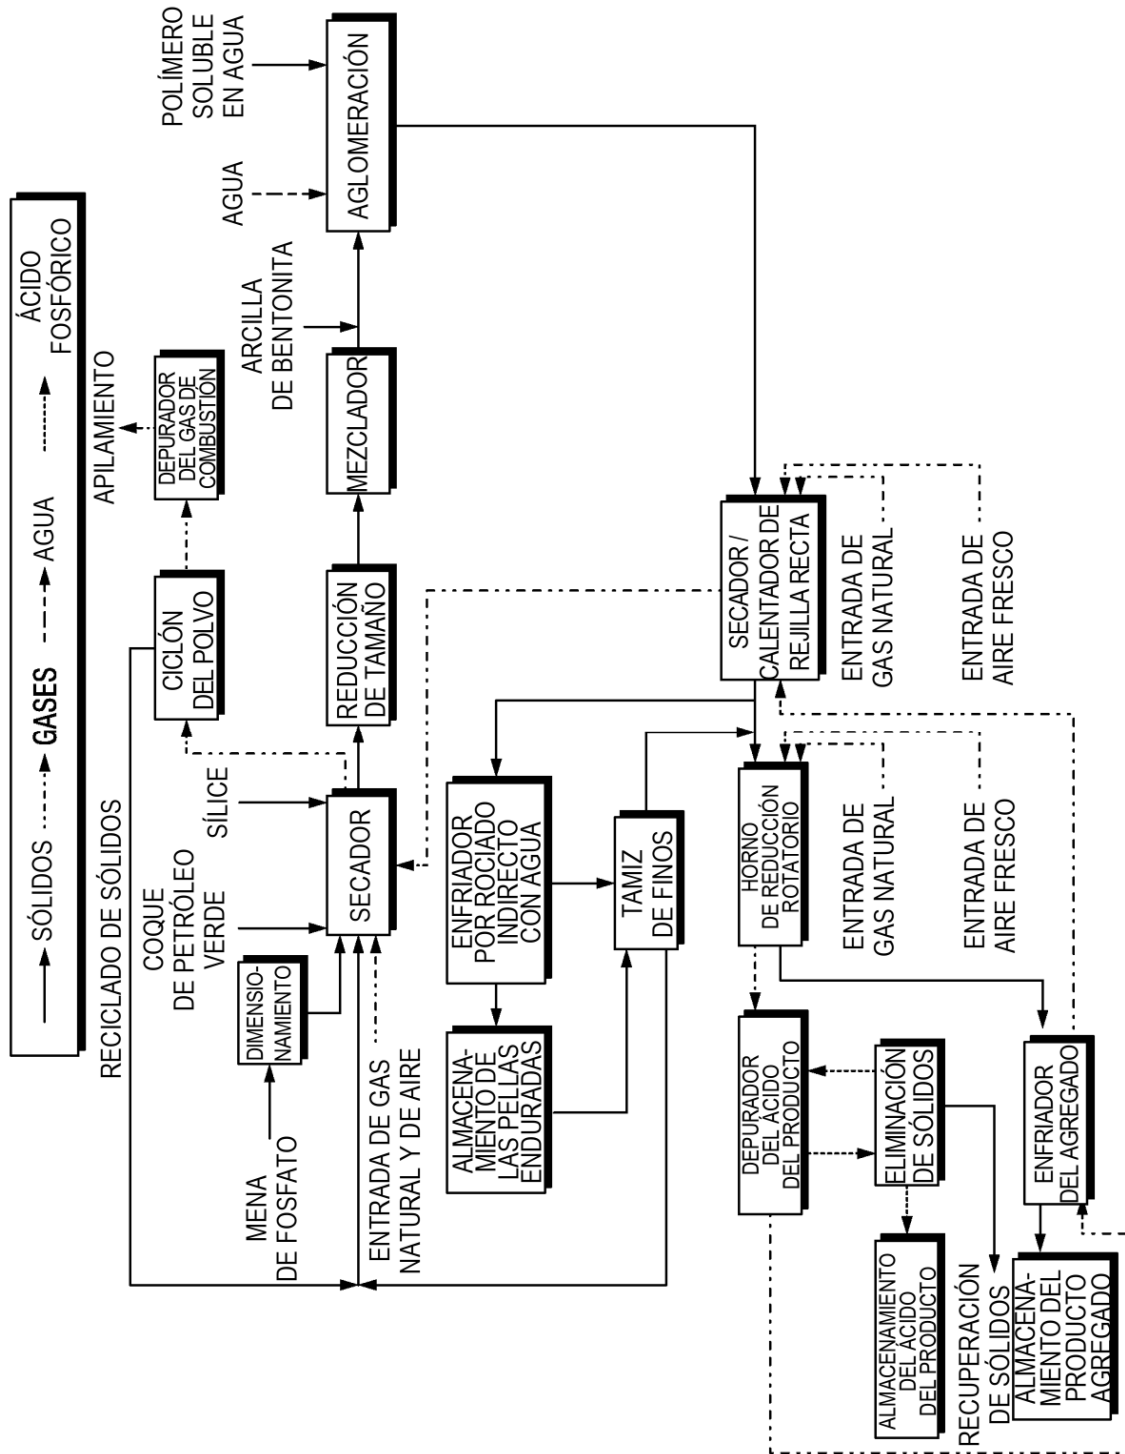 SÓLIDOS
GASES
AGUA
ÁCIDO
FOSFÓRICO
RECICLADO DE SÓLIDOS
CICLÓN
DEL POLVO
DEPURADOR
DEL GAS DE
COMBUSTIÓN
APILAMIENTO
MENA
DE FOSFATO
DIMENSIO-
NAMIENTO
COQUE
DE PETRÓLEO
VERDE
SÍLICE
SECADOR
ENTRADA DE GAS
NATURAL Y DE AIRE
REDUCCIÓN
DE TAMAÑO
MEZCLADOR
ARCILLA
DE BENTONITA
AGUA
POLÍMERO
SOLUBLE
EN AGUA
AGLOMERACIÓN
ALMACENA-
MIENTO DE
LAS PELLAS
ENDURADAS
ENFRIADOR
POR ROCIADO
INDIRECTO
CON AGUA
TAMIZ
DE FINOS
SECADOR /
CALENTADOR DE
REJILLA RECTA
ENTRADA DE
GAS NATURAL
ENTRADA DE
AIRE FRESCO
HORNO
DE REDUCCIÓN
ROTATORIO
ENTRADA DE
GAS NATURAL
ENTRADA DE
AIRE FRESCO
DEPURADOR
DEL ÁCIDO
DEL PRODUCTO
ELIMINACIÓN
DE SÓLIDOS
ALMACENAMIENTO
DEL ÁCIDO
DEL PRODUCTO
RECUPERACIÓN
DE SÓLIDOS
ENFRIADOR
DEL AGREGADO
ALMACENA-
MIENTO DEL
PRODUCTO
AGREGADO